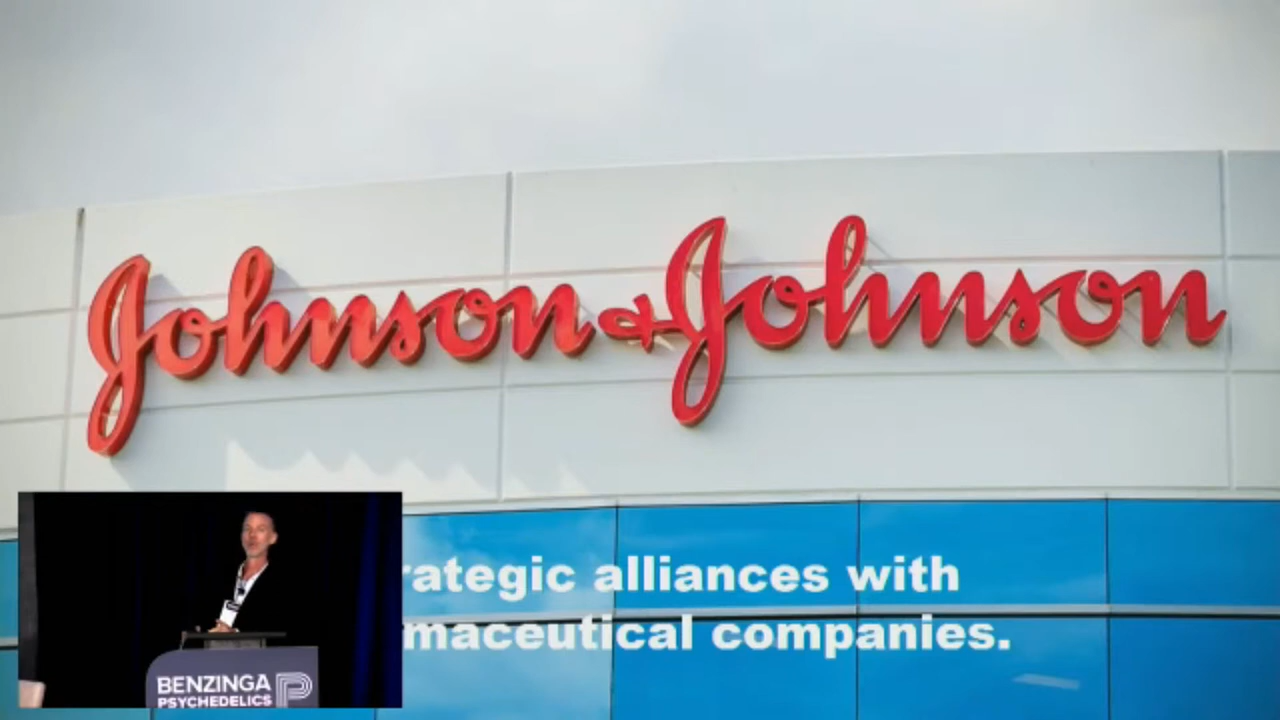 Johnson & Johnson
rategic alliances with
maceutical companies.
BENZINGA
PSYCHEDELICS